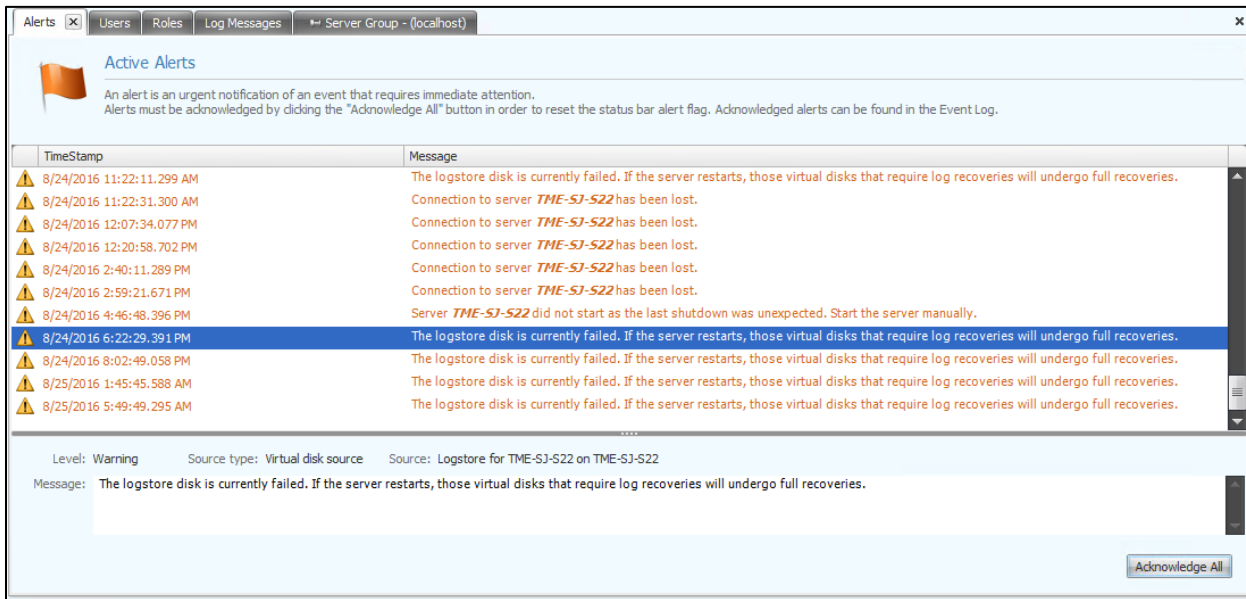 Alerts Users Roles Log Messages Server Group - (localhost)
Active Alerts
An alert is an urgent notification of an event that requires immediate attention.
Alerts must be acknowledged by clicking the "Acknowledge All" button in order to reset the status bar alert flag. Acknowledged alerts can be found in the Event Log.
TimeStamp Message
8/24/2016 11:22:11.299 AM The logstore disk is currently failed. If the server restarts, those virtual disks that require log recoveries will undergo full recoveries.
8/24/2016 11:22:31.300 AM Connection to server TME-SJ-S22 has been lost.
8/24/2016 12:07:34.077 PM Connection to server TME-SJ-S22 has been lost.
8/24/2016 12:20:58.702 PM Connection to server TME-SJ-S22 has been lost.
8/24/2016 2:40:11.289 PM Connection to server TME-SJ-S22 has been lost.
8/24/2016 2:59:21.671 PM Connection to server TME-SJ-S22 has been lost.
8/24/2016 4:46:48.396 PM Server TME-SJ-S22 did not start as the last shutdown was unexpected. Start the server manually.
8/24/2016 6:22:29.391 PM The logstore disk is currently failed. If the server restarts, those virtual disks that require log recoveries will undergo full recoveries.
8/24/2016 8:02:49.058 PM The logstore disk is currently failed. If the server restarts, those virtual disks that require log recoveries will undergo full recoveries.
8/25/2016 1:45:45.588 AM The logstore disk is currently failed. If the server restarts, those virtual disks that require log recoveries will undergo full recoveries.
8/25/2016 5:49:49.295 AM The logstore disk is currently failed. If the server restarts, those virtual disks that require log recoveries will undergo full recoveries.
Level: Warning Source type: Virtual disk source Source: Logstore for TME-SJ-S22 on TME-SJ-S22
Message: The logstore disk is currently failed. If the server restarts, those virtual disks that require log recoveries will undergo full recoveries.
Acknowledge All